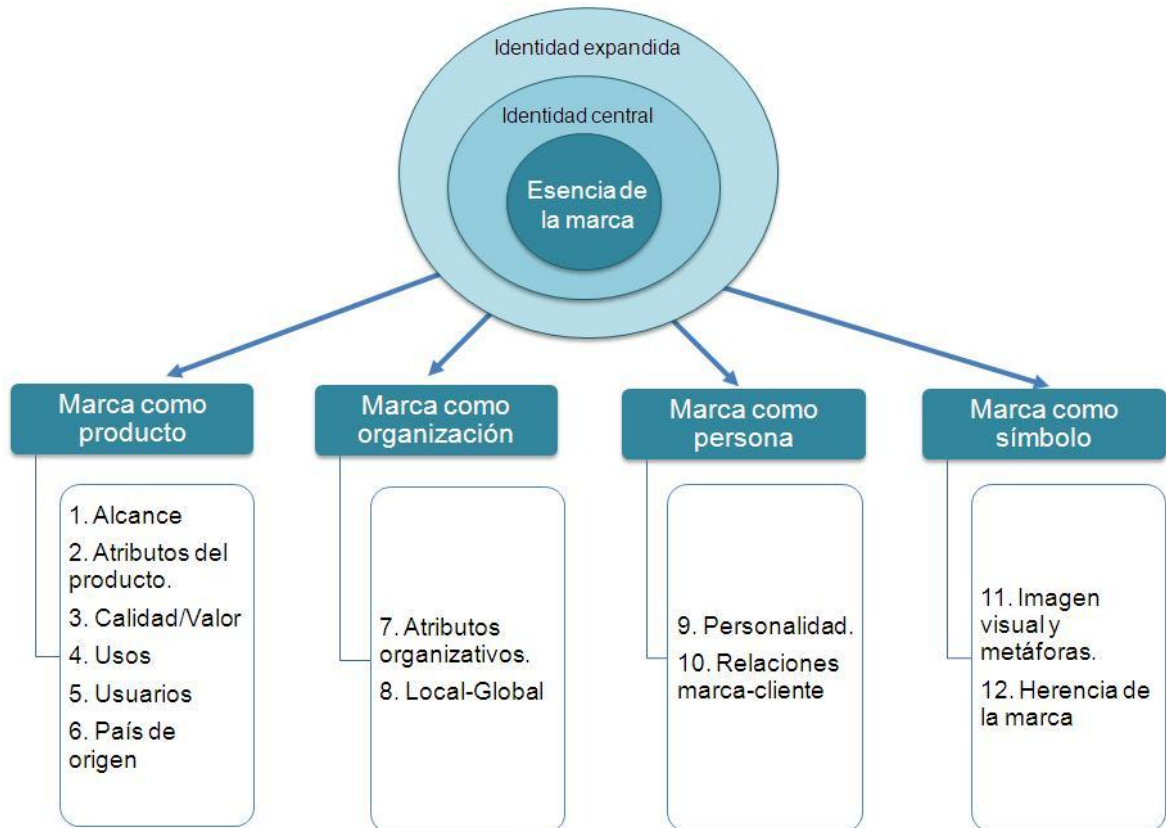 Identidad expandida
Identidad central
Esencia de
la marca
Marca como
producto
1. Alcance
2. Atributos del
producto.
3. Calidad/Valor
4. Usos
5. Usuarios
6. País de
origen
Marca como
organización
7. Atributos
organizativos.
8. Local-Global
Marca como
persona
9. Personalidad.
10. Relaciones
marca-cliente
Marca como
símbolo
11. Imagen
visual y
metáforas.
12. Herencia de
la marca